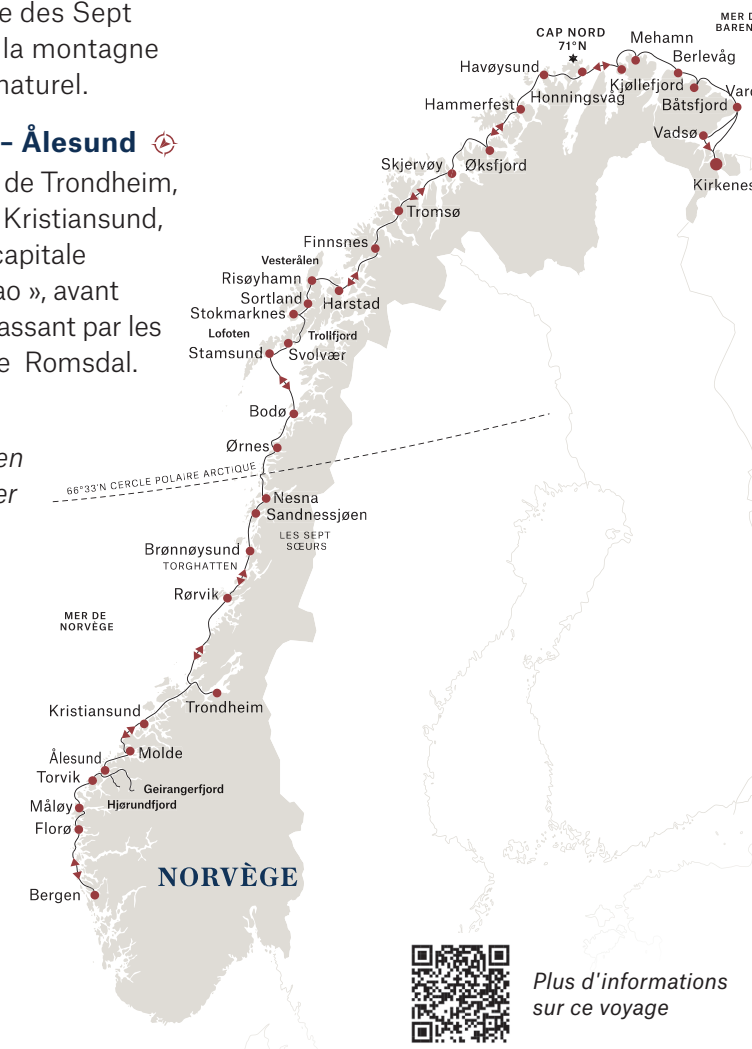 e des Sept
la montagne
naturel.
– Ålesund
de Trondheim,
Kristiansund,
capitale
ao », avant
assant par les
e Romsdal.
en
er
MER D
BAREN
CAP NORD
71°N
Mehamn
Berlevåg
Havøysund
Kjøllefjord
Honningsvåg
Hammerfest
Båtsfjord
Vard
Vadsø
Kirkenes
Skjervøy
Øksfjord
Tromsø
Finnsnes
Vesterålen
Risøyhamn
Sortland
Harstad
Stokmarknes
Lofoten
Trollfjord
Stamsund
Svolvær
Bodø
Ørnes
66°33'N CERCLE POLAIRE ARCTIQUE
Nesna
Sandnessjøen
LES SEPT
SŒURS
Brønnøysund
TORGHATTEN
Rørvik
MER DE
NORVÈGE
Trondheim
Kristiansund
Molde
Ålesund
Torvik
Geirangerfjord
Hjørundfjord
Måløy
Florø
NORVÈGE
Bergen
Plus d'informations
sur ce voyage